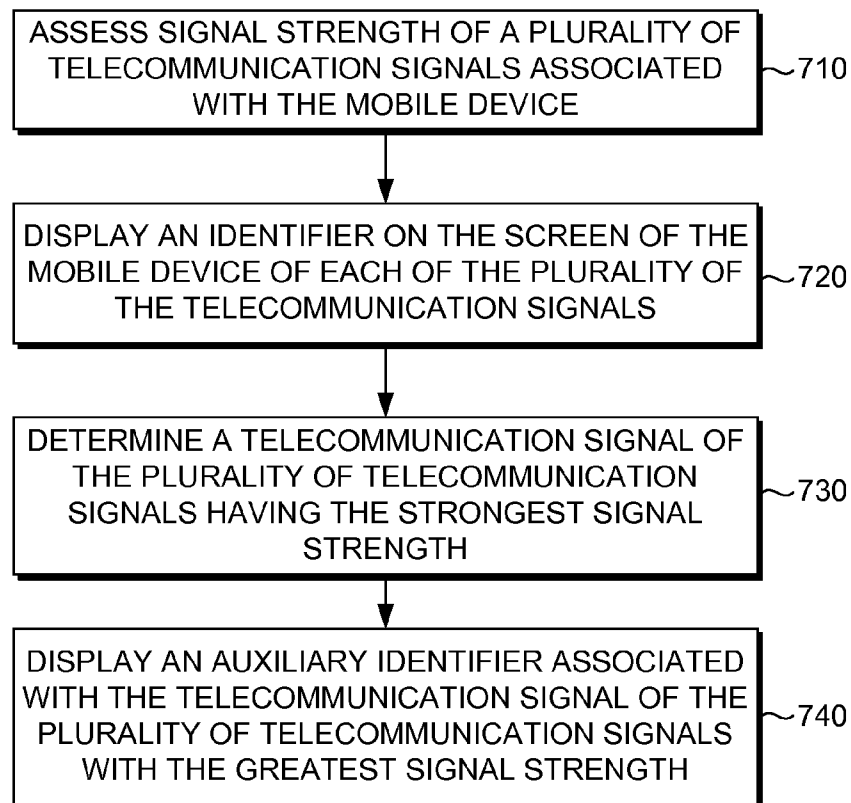 ASSESS SIGNAL STRENGTH OF A PLURALITY OF
TELECOMMUNICATION SIGNALS ASSOCIATED
WITH THE MOBILE DEVICE
710
DISPLAY AN IDENTIFIER ON THE SCREEN OF THE
MOBILE DEVICE OF EACH OF THE PLURALITY OF
THE TELECOMMUNICATION SIGNALS
720
DETERMINE A TELECOMMUNICATION SIGNAL OF
THE PLURALITY OF TELECOMMUNICATION
SIGNALS HAVING THE STRONGEST SIGNAL
STRENGTH
730
DISPLAY AN AUXILIARY IDENTIFIER ASSOCIATED
WITH THE TELECOMMUNICATION SIGNAL OF THE
PLURALITY OF TELECOMMUNICATION SIGNALS
WITH THE GREATEST SIGNAL STRENGTH
740